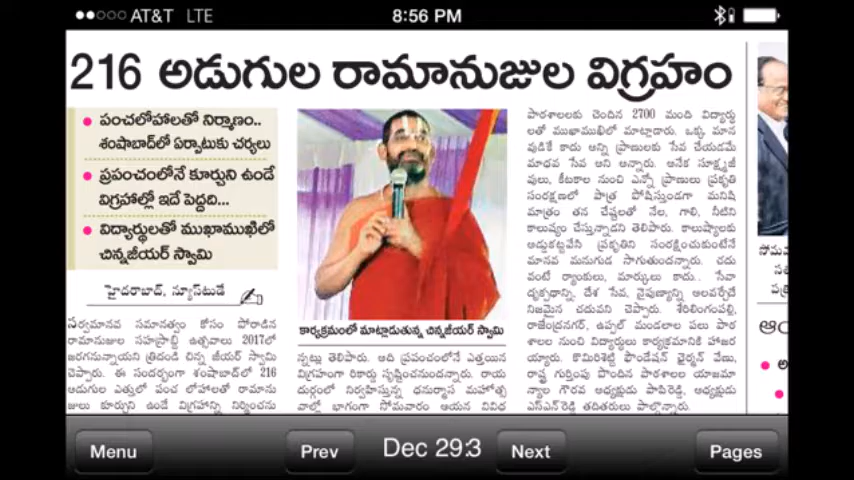 AT&T LTE 8:56 PM
216 అడుగుల రామానుజుల విగ్రహం
పంచలోహాలతో నిర్మాణం..
శంషాబాద్‌లో ఏర్పాటుకు చర్యలు
ప్రపంచంలోనే కూర్చుని ఉండే
విగ్రహాల్లో ఇదే పెద్దది...
విద్యార్థులతో ముఖాముఖిలో
చినజీయర్ స్వామి
హైదరాబాద్, న్యూస్‌టుడే
సర్వమానవ సమానత్వం కోసం పోరాడిన
రామానుజుల సహస్రాబ్ది ఉత్సవాలు 2017లో
జరగనున్నాయని త్రిదండి చిన్న జీయర్ స్వామి
చెప్పారు. ఈ సందర్భంగా శంషాబాద్‌లో 216
అడుగుల ఎత్తులో పంచ లోహాలతో రామాను
జులు కూర్చుని ఉండే విగ్రహాన్ని నిర్మించను
కార్యక్రమంలో మాట్లాడుతున్న చినజీయర్ స్వామి
న్నట్లు తెలిపారు. అది ప్రపంచంలోనే ఎత్తయిన
విగ్రహంగా రికార్డు సృష్టించనుందన్నారు. రాయ
దుర్గంలో నిర్వహిస్తున్న ధనుర్మాస మహోత్స
వాల్లో భాగంగా సోమవారం ఆయన వివిధ
పాఠశాలలకు చెందిన 2700 మంది విద్యార్థు
లతో ముఖాముఖిలో మాట్లాడారు. ఒక్క మాన
వుడికే కాదు అన్ని ప్రాణులకు సేవ చేయడమే
మాధవ సేవ అని అన్నారు. అనేక సూక్ష్మజీ
వులు, కీటకాల నుంచి ఎన్నో ప్రాణులు ప్రకృతి
సంరక్షణలో పాత్ర పోషిస్తుండగా మనిషి
మాత్రం తన చేష్టలతో నేల, గాలి, నీటిని
కాలుష్యం చేస్తున్నాడని తెలిపారు. కాలుష్యాలకు
అడ్డుకట్టవేసి ప్రకృతిని సంరక్షించుకుంటేనే
మానవ మనుగడ సాగుతుందన్నారు. చదు
వంటే ర్యాంకులు, మార్కులు కాదు.. సేవా
దృక్పథాన్ని, దేశ సేవ, నైపుణ్యాన్ని అలవర్చేదే
నిజమైన చదువని చెప్పారు. శేరిలింగంపల్లి,
రాజేంద్రనగర్, ఉప్పల్ మండలాల పలు పాఠ
శాలల నుంచి విద్యార్థులు కార్యక్రమానికి హాజర
య్యారు. కొమిరిశెట్టి ఫౌండేషన్ ఛైర్మన్ వేణు,
రాష్ట్ర గుర్తింపు పొందిన పాఠశాలల యాజమా
న్యాల గౌరవ అధ్యక్షుడు పాపిరెడ్డి, అధ్యక్షుడు
ఎస్ఎన్‌రెడ్డి తదితరులు పాల్గొన్నారు.
Menu Prev Dec 29:3 Next Pages